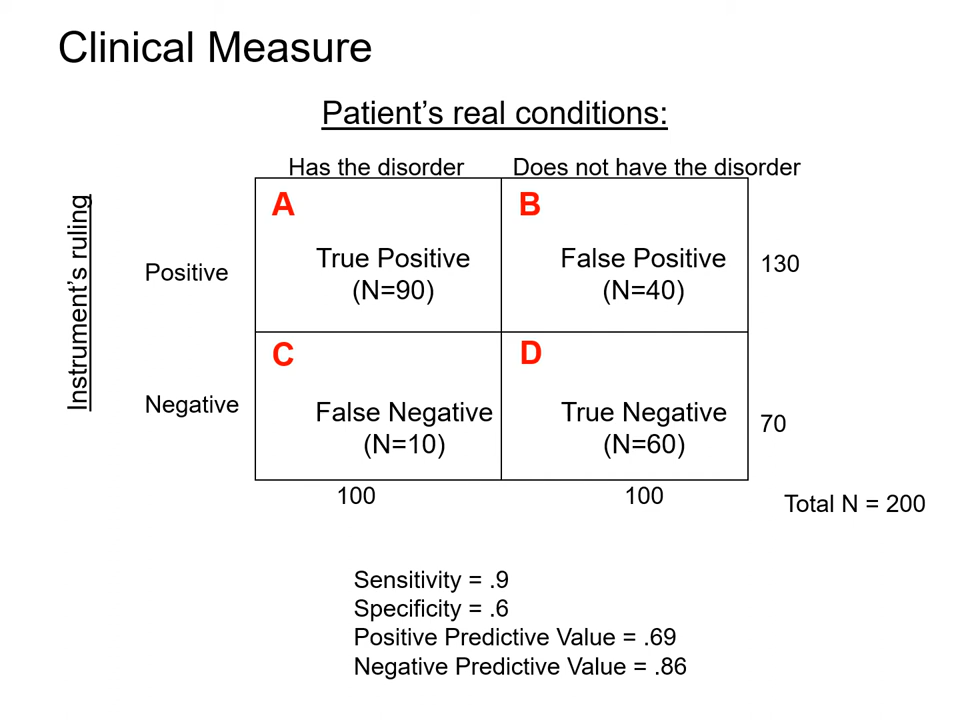 Clinical Measure
Patient's real conditions:
Has the disorder
Does not have the disorder
Instrument's ruling
Positive
A
True Positive
(N=90)
B
False Positive
(N=40)
130
Negative
C
False Negative
(N=10)
D
True Negative
(N=60)
70
100
100
Total N = 200
Sensitivity = .9
Specificity = .6
Positive Predictive Value = .69
Negative Predictive Value = .86